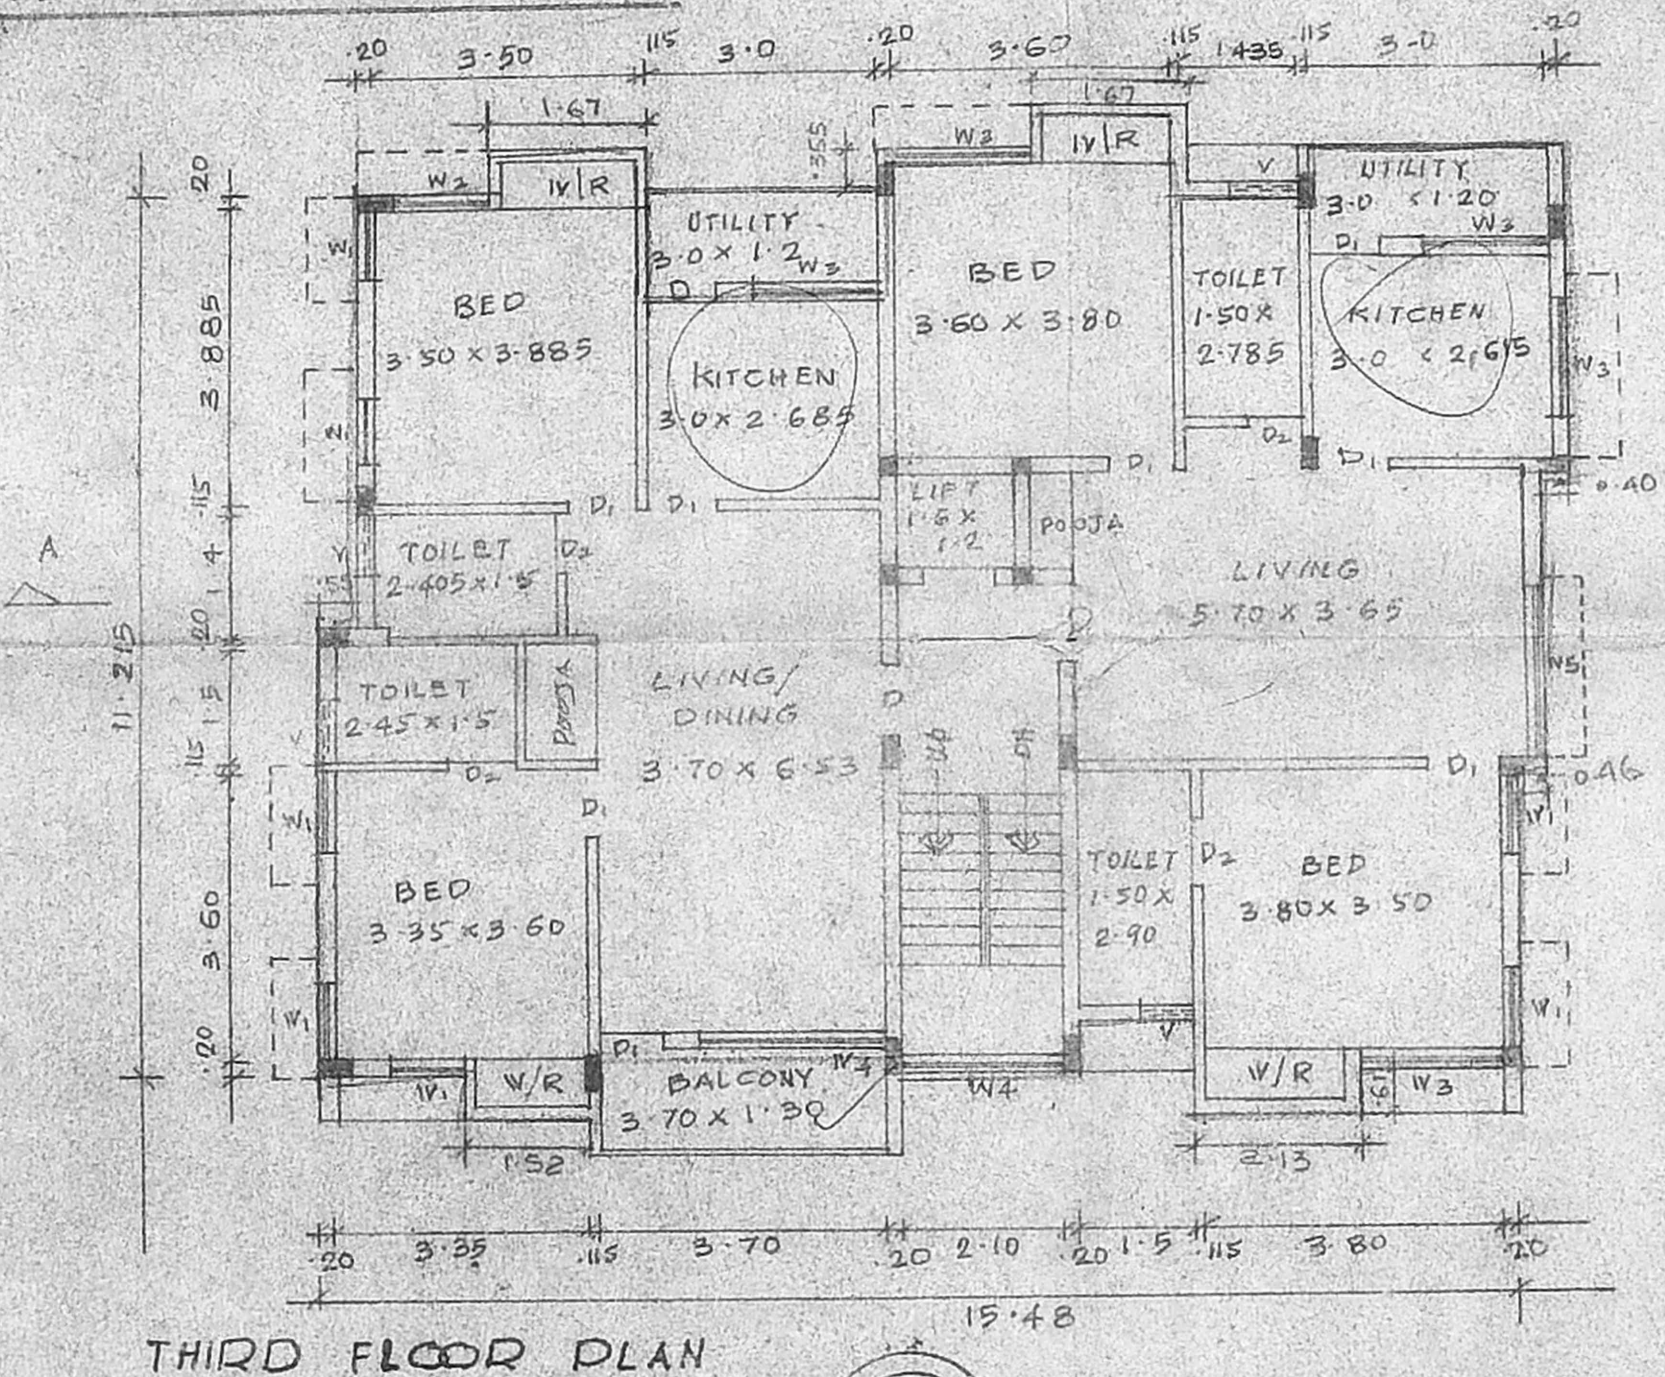 .20 3.50 .115 3.0 .20 3.60 .115 1.435 .115 3-0 .20
1.67 1.67
.355
W2 W/R W3 W/R V
UTILITY
3.0 × 1.20
D1 W3
.20
W1
UTILITY
3.0 × 1.2
D W3
BED
3.50 × 3.885
BED
3.60 × 3.80
TOILET
1.50 ×
2.785
KITCHEN
3.0 × 2.615
W3
3.885
KITCHEN
3.0 × 2.685
D2
D1 D1 D1 D1
0.40
.115
LIFT
1.2
POOJA
A
V
TOILET
2.405 × 1.5
D2
1.4
LIVING
5.70 × 3.65
D
.20
11.215
TOILET
2.45 × 1.5
POOJA
LIVING/
DINING
3.70 × 6.53
D
UP DN
W5
1.5
D2
D1
0.46
.115
W1
D1
W1
BED
3.35 × 3.60
TOILET
1.50 ×
2.90
D2
BED
3.80 × 3.50
3.60
W1
W1
V
.20
D1 W4
W1 W/R
BALCONY
3.70 × 1.30
W4
W/R .61 W3
1.52 2.13
.20 3.35 .115 3.70 .20 2.10 .20 1.5 .115 3.80 .20
15.48
THIRD FLOOR PLAN